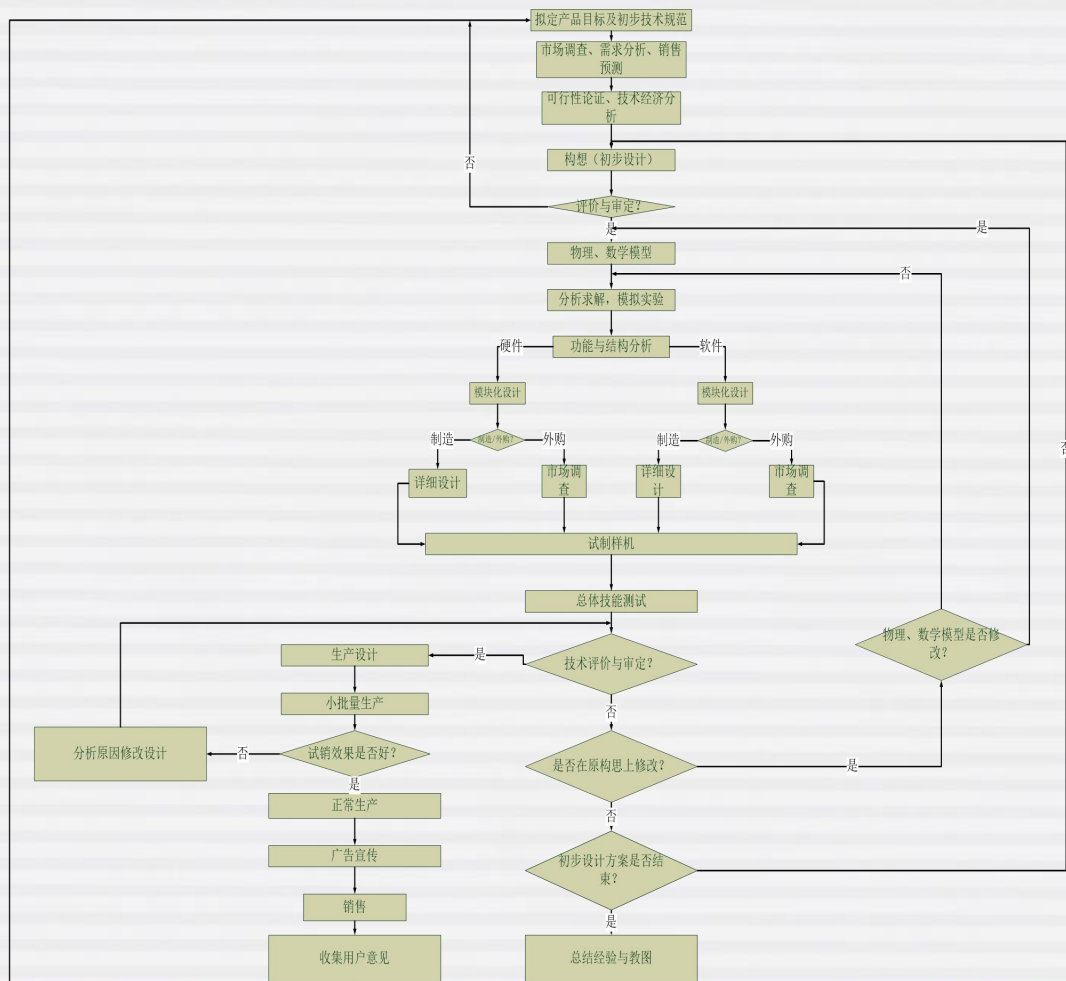 拟定产品目标及初步技术规范
市场调查、需求分析、销售
预测
可行性论证、技术经济分
析
构想（初步设计）
否
评价与审定？
是
是
物理、数学模型
否
分析求解，模拟实验
硬件
功能与结构分析
软件
模块化设计
模块化设计
制造
制造/外购？
外购
制造
制造/外购？
外购
否
详细设计
市场调
查
详细设
计
市场调
查
试制样机
总体技能测试
物理、数学模型是否修
改？
生产设计
是
技术评价与审定？
小批量生产
否
分析原因修改设计
否
试销效果是否好？
是否在原构思上修改？
是
是
正常生产
否
广告宣传
初步设计方案是否结
束？
销售
是
收集用户意见
总结经验与教图